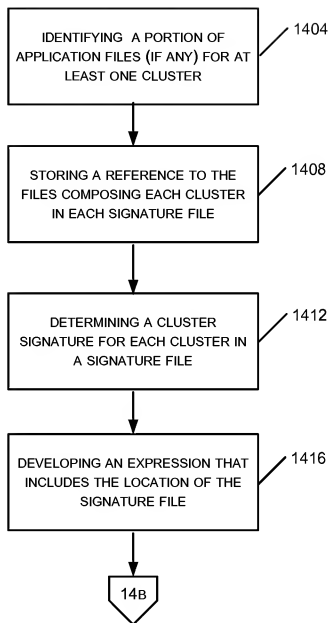 IDENTIFYING A PORTION OF
APPLICATION FILES (IF ANY) FOR AT
LEAST ONE CLUSTER
1404
STORING A REFERENCE TO THE
FILES COMPOSING EACH CLUSTER
IN EACH SIGNATURE FILE
1408
DETERMINING A CLUSTER
SIGNATURE FOR EACH CLUSTER IN
A SIGNATURE FILE
1412
DEVELOPING AN EXPRESSION THAT
INCLUDES THE LOCATION OF THE
SIGNATURE FILE
1416
14B